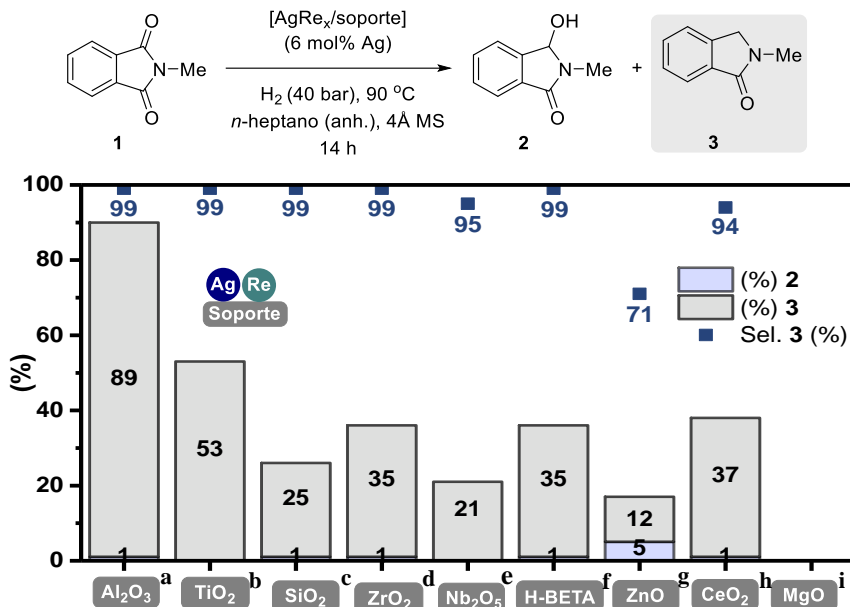 [AgReₓ/soporte]
(6 mol% Ag)
H₂ (40 bar), 90 °C
n-heptano (anh.), 4Å MS
14 h
O
N
Me
O
1
OH
N
Me
O
2
+
N
Me
O
3
100
80
60
40
20
0
(%)
99
99
99
99
95
99
71
94
Ag Re
Soporte
(%) 2
(%) 3
Sel. 3 (%)
89
1
53
25
1
35
1
21
35
1
12
5
37
1
Al₂O₃ a
TiO₂ b
SiO₂ c
ZrO₂ d
Nb₂O₅ e
H-BETA f
ZnO g
CeO₂ h
MgO i